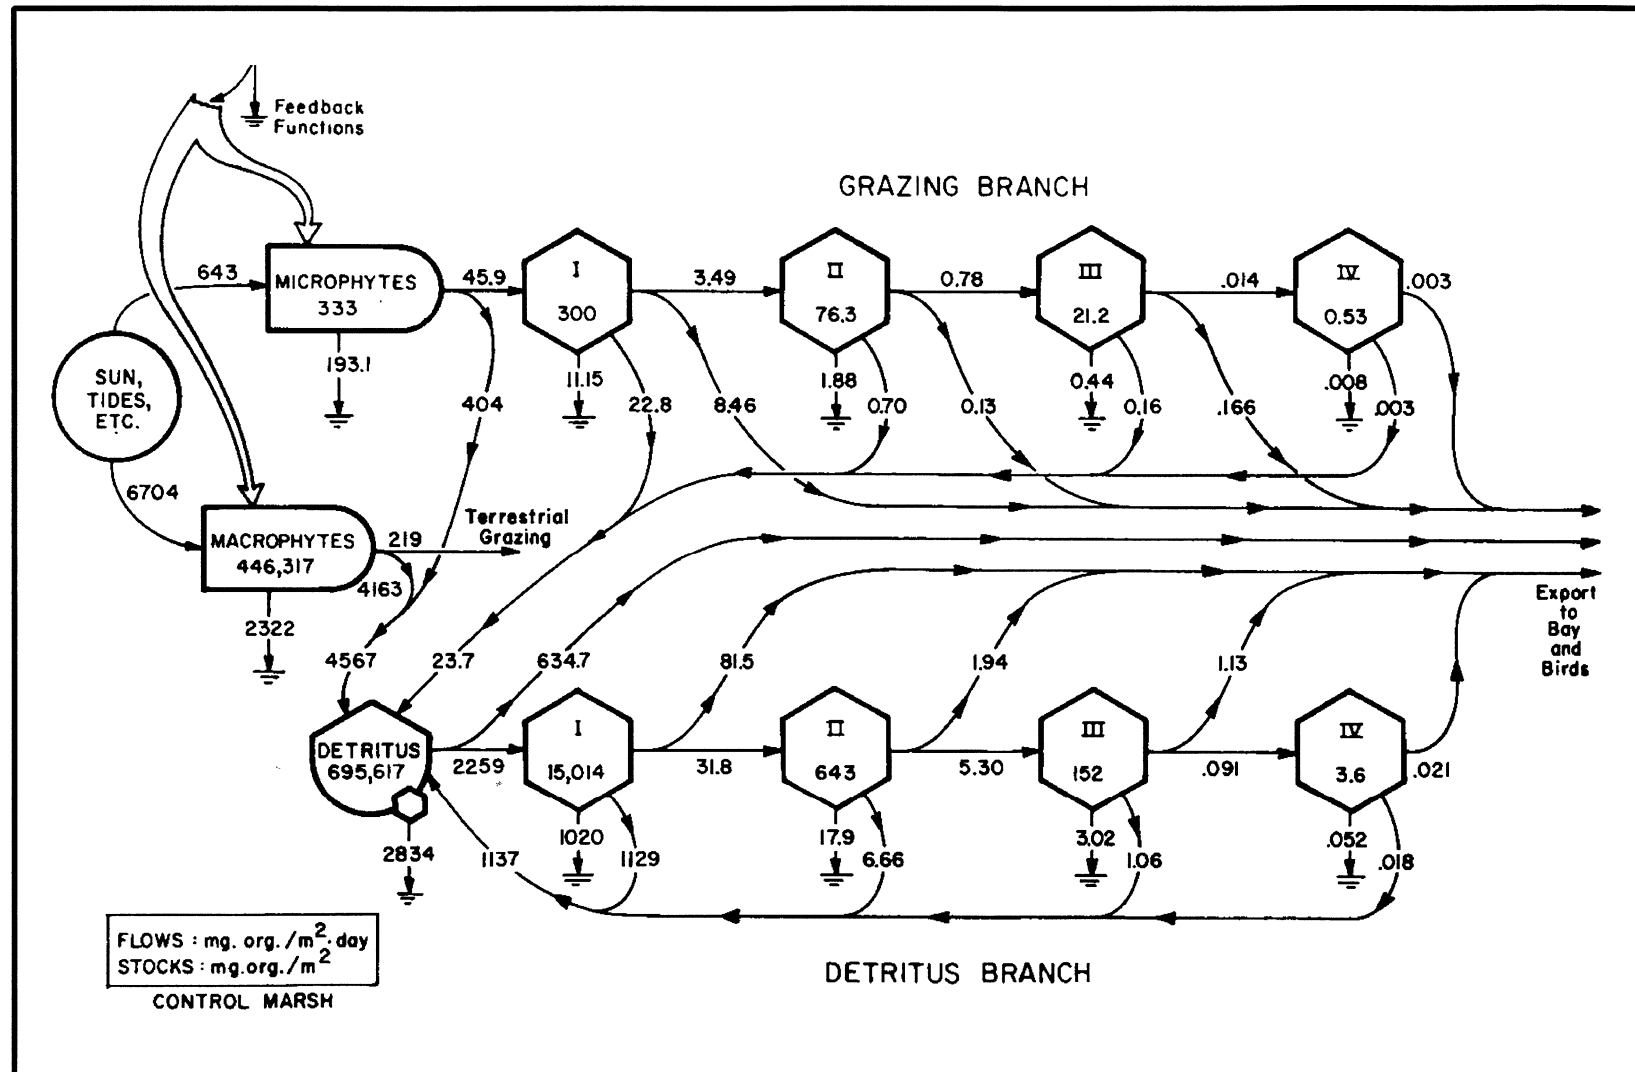 Feedback
Functions
GRAZING BRANCH
643
MICROPHYTES
333
45.9
I
300
3.49
II
76.3
0.78
III
21.2
.014
IV
0.53
.003
193.1
404
11.15
22.8
8.46
1.88
0.70
0.13
0.44
0.16
.166
.008
.003
SUN,
TIDES,
ETC.
6704
MACROPHYTES
446,317
219
Terrestrial
Grazing
4163
2322
4567
23.7
634.7
81.5
1.94
1.13
Export
to
Bay
and
Birds
DETRITUS
695,617
2259
I
15,014
31.8
II
643
5.30
III
152
.091
IV
3.6
.021
2834
1137
1020
1129
17.9
6.66
3.02
1.06
.052
.018
FLOWS : mg. org./m²·day
STOCKS : mg.org./m²
CONTROL MARSH
DETRITUS BRANCH